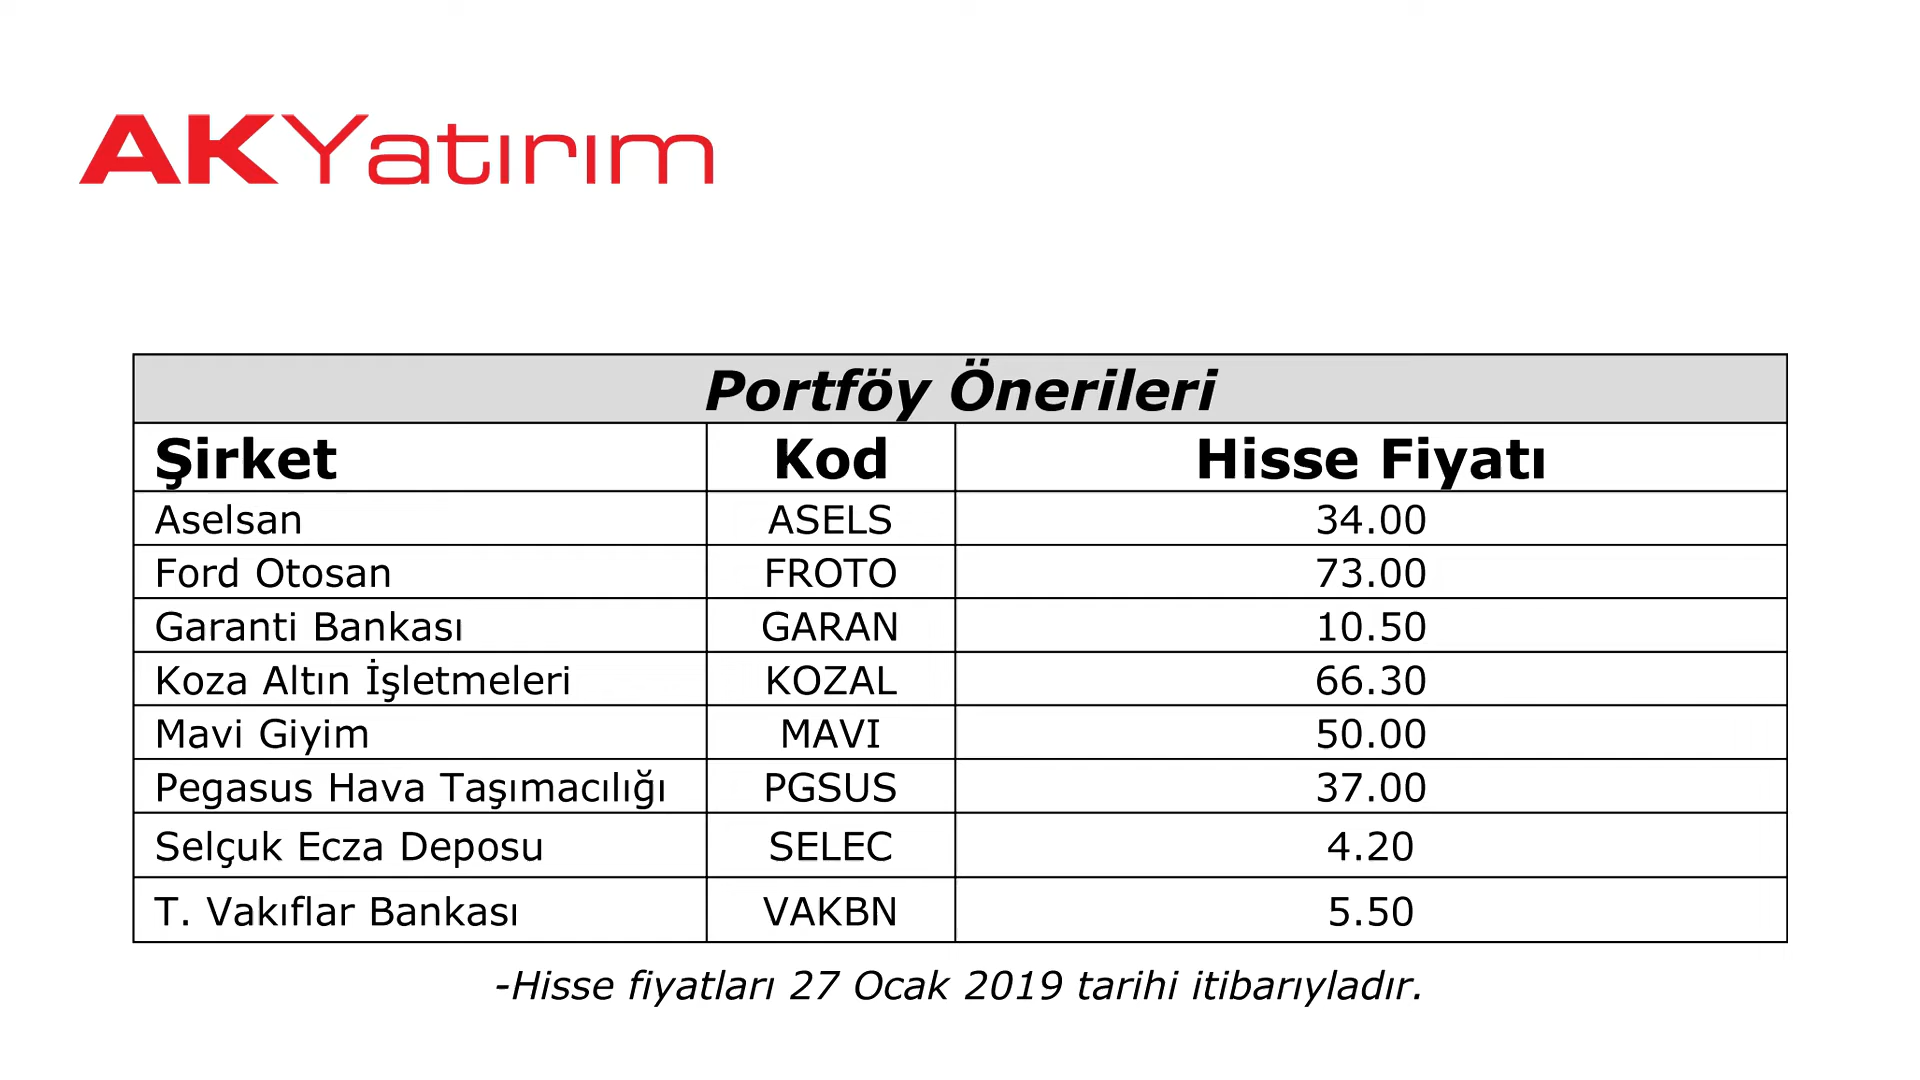 AKYatırım
Portföy Önerileri
Şirket Kod Hisse Fiyatı
Aselsan ASELS 34.00
Ford Otosan FROTO 73.00
Garanti Bankası GARAN 10.50
Koza Altın İşletmeleri KOZAL 66.30
Mavi Giyim MAVI 50.00
Pegasus Hava Taşımacılığı PGSUS 37.00
Selçuk Ecza Deposu SELEC 4.20
T. Vakıflar Bankası VAKBN 5.50
-Hisse fiyatları 27 Ocak 2019 tarihi itibarıyladır.